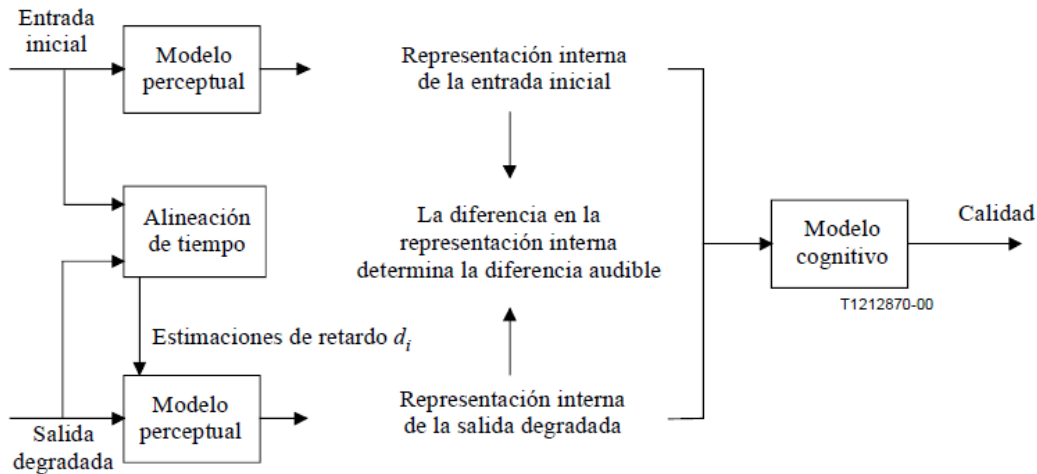 Entrada
inicial
Modelo
perceptual
Representación interna
de la entrada inicial
Alineación
de tiempo
La diferencia en la
representación interna
determina la diferencia audible
Modelo
cognitivo
Calidad
T1212870-00
Estimaciones de retardo di
Salida
degradada
Modelo
perceptual
Representación interna
de la salida degradada